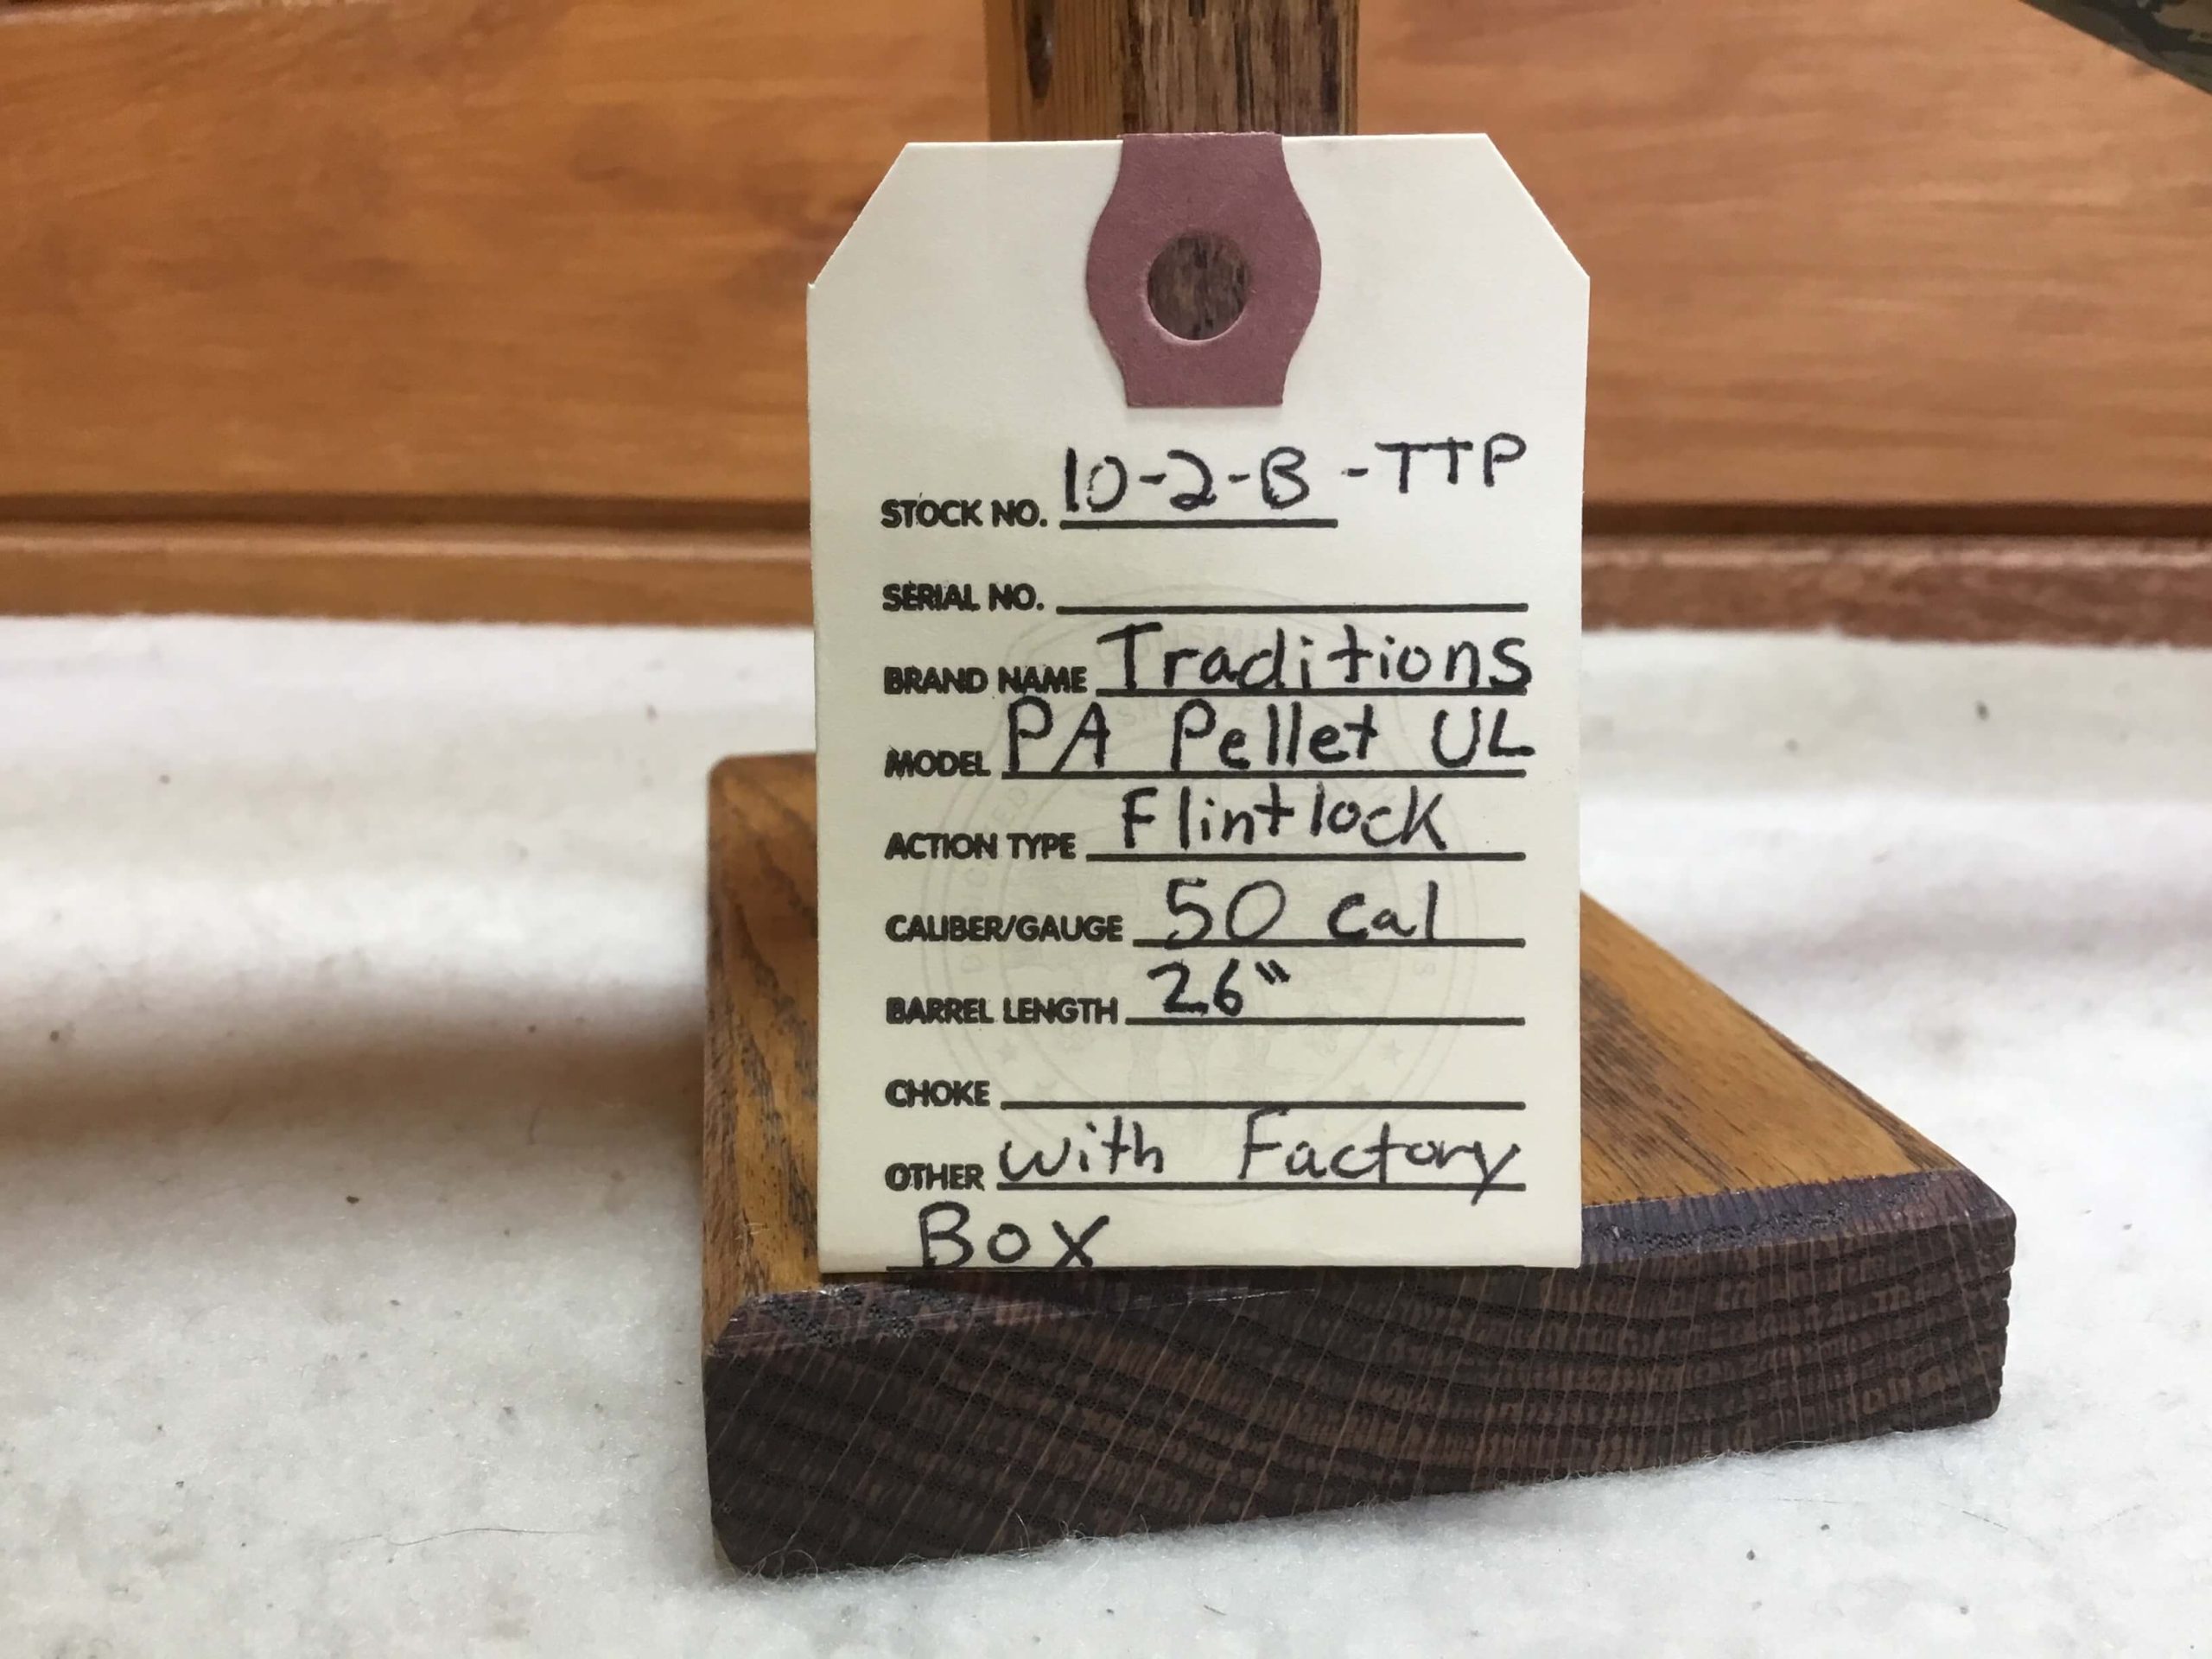 STOCK NO. 10-2-B-TTP
SERIAL NO.
BRAND NAME Traditions
MODEL PA Pellet UL
ACTION TYPE Flintlock
CALIBER/GAUGE 50 Cal
BARREL LENGTH 26"
CHOKE
OTHER with Factory
Box